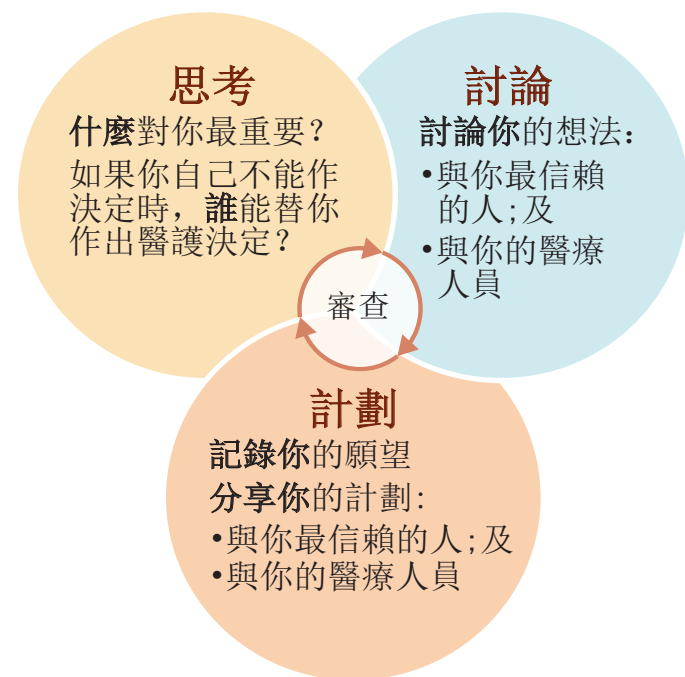 思考
什麼對你最重要？
如果你自己不能作
決定時，誰能替你
作出醫護決定？
討論
討論你的想法：
•與你最信賴
的人；及
•與你的醫療
人員
審查
計劃
記錄你的願望
分享你的計劃：
•與你最信賴的人；及
•與你的醫療人員